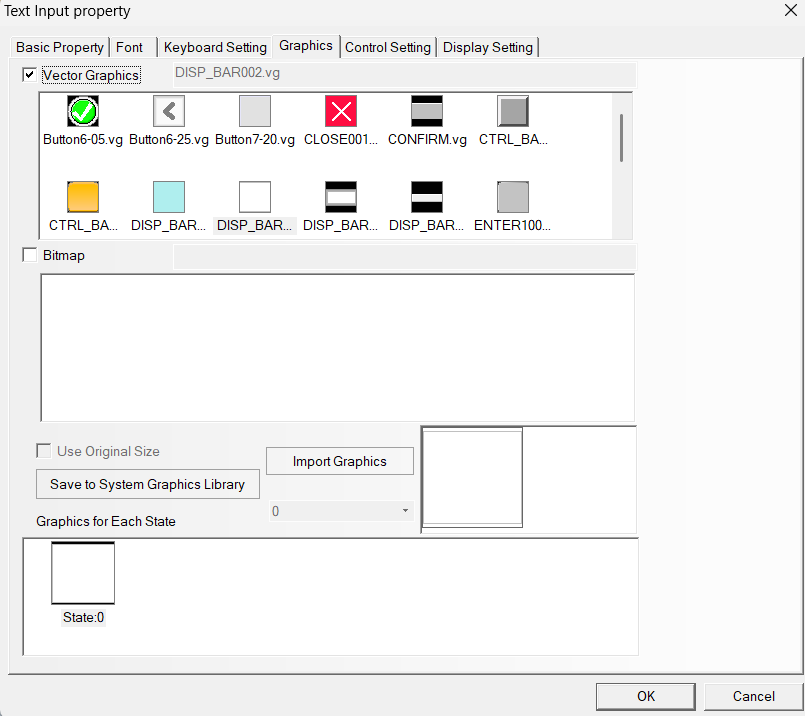 Text Input property
Basic Property Font Keyboard Setting Graphics Control Setting Display Setting
Vector Graphics DISP_BAR002.vg
Button6-05.vg Button6-25.vg Button7-20.vg CLOSE001... CONFIRM.vg CTRL_BA...
CTRL_BA... DISP_BAR... DISP_BAR... DISP_BAR... DISP_BAR... ENTER100...
Bitmap
Use Original Size
Import Graphics
Save to System Graphics Library
0
Graphics for Each State
State:0
OK Cancel